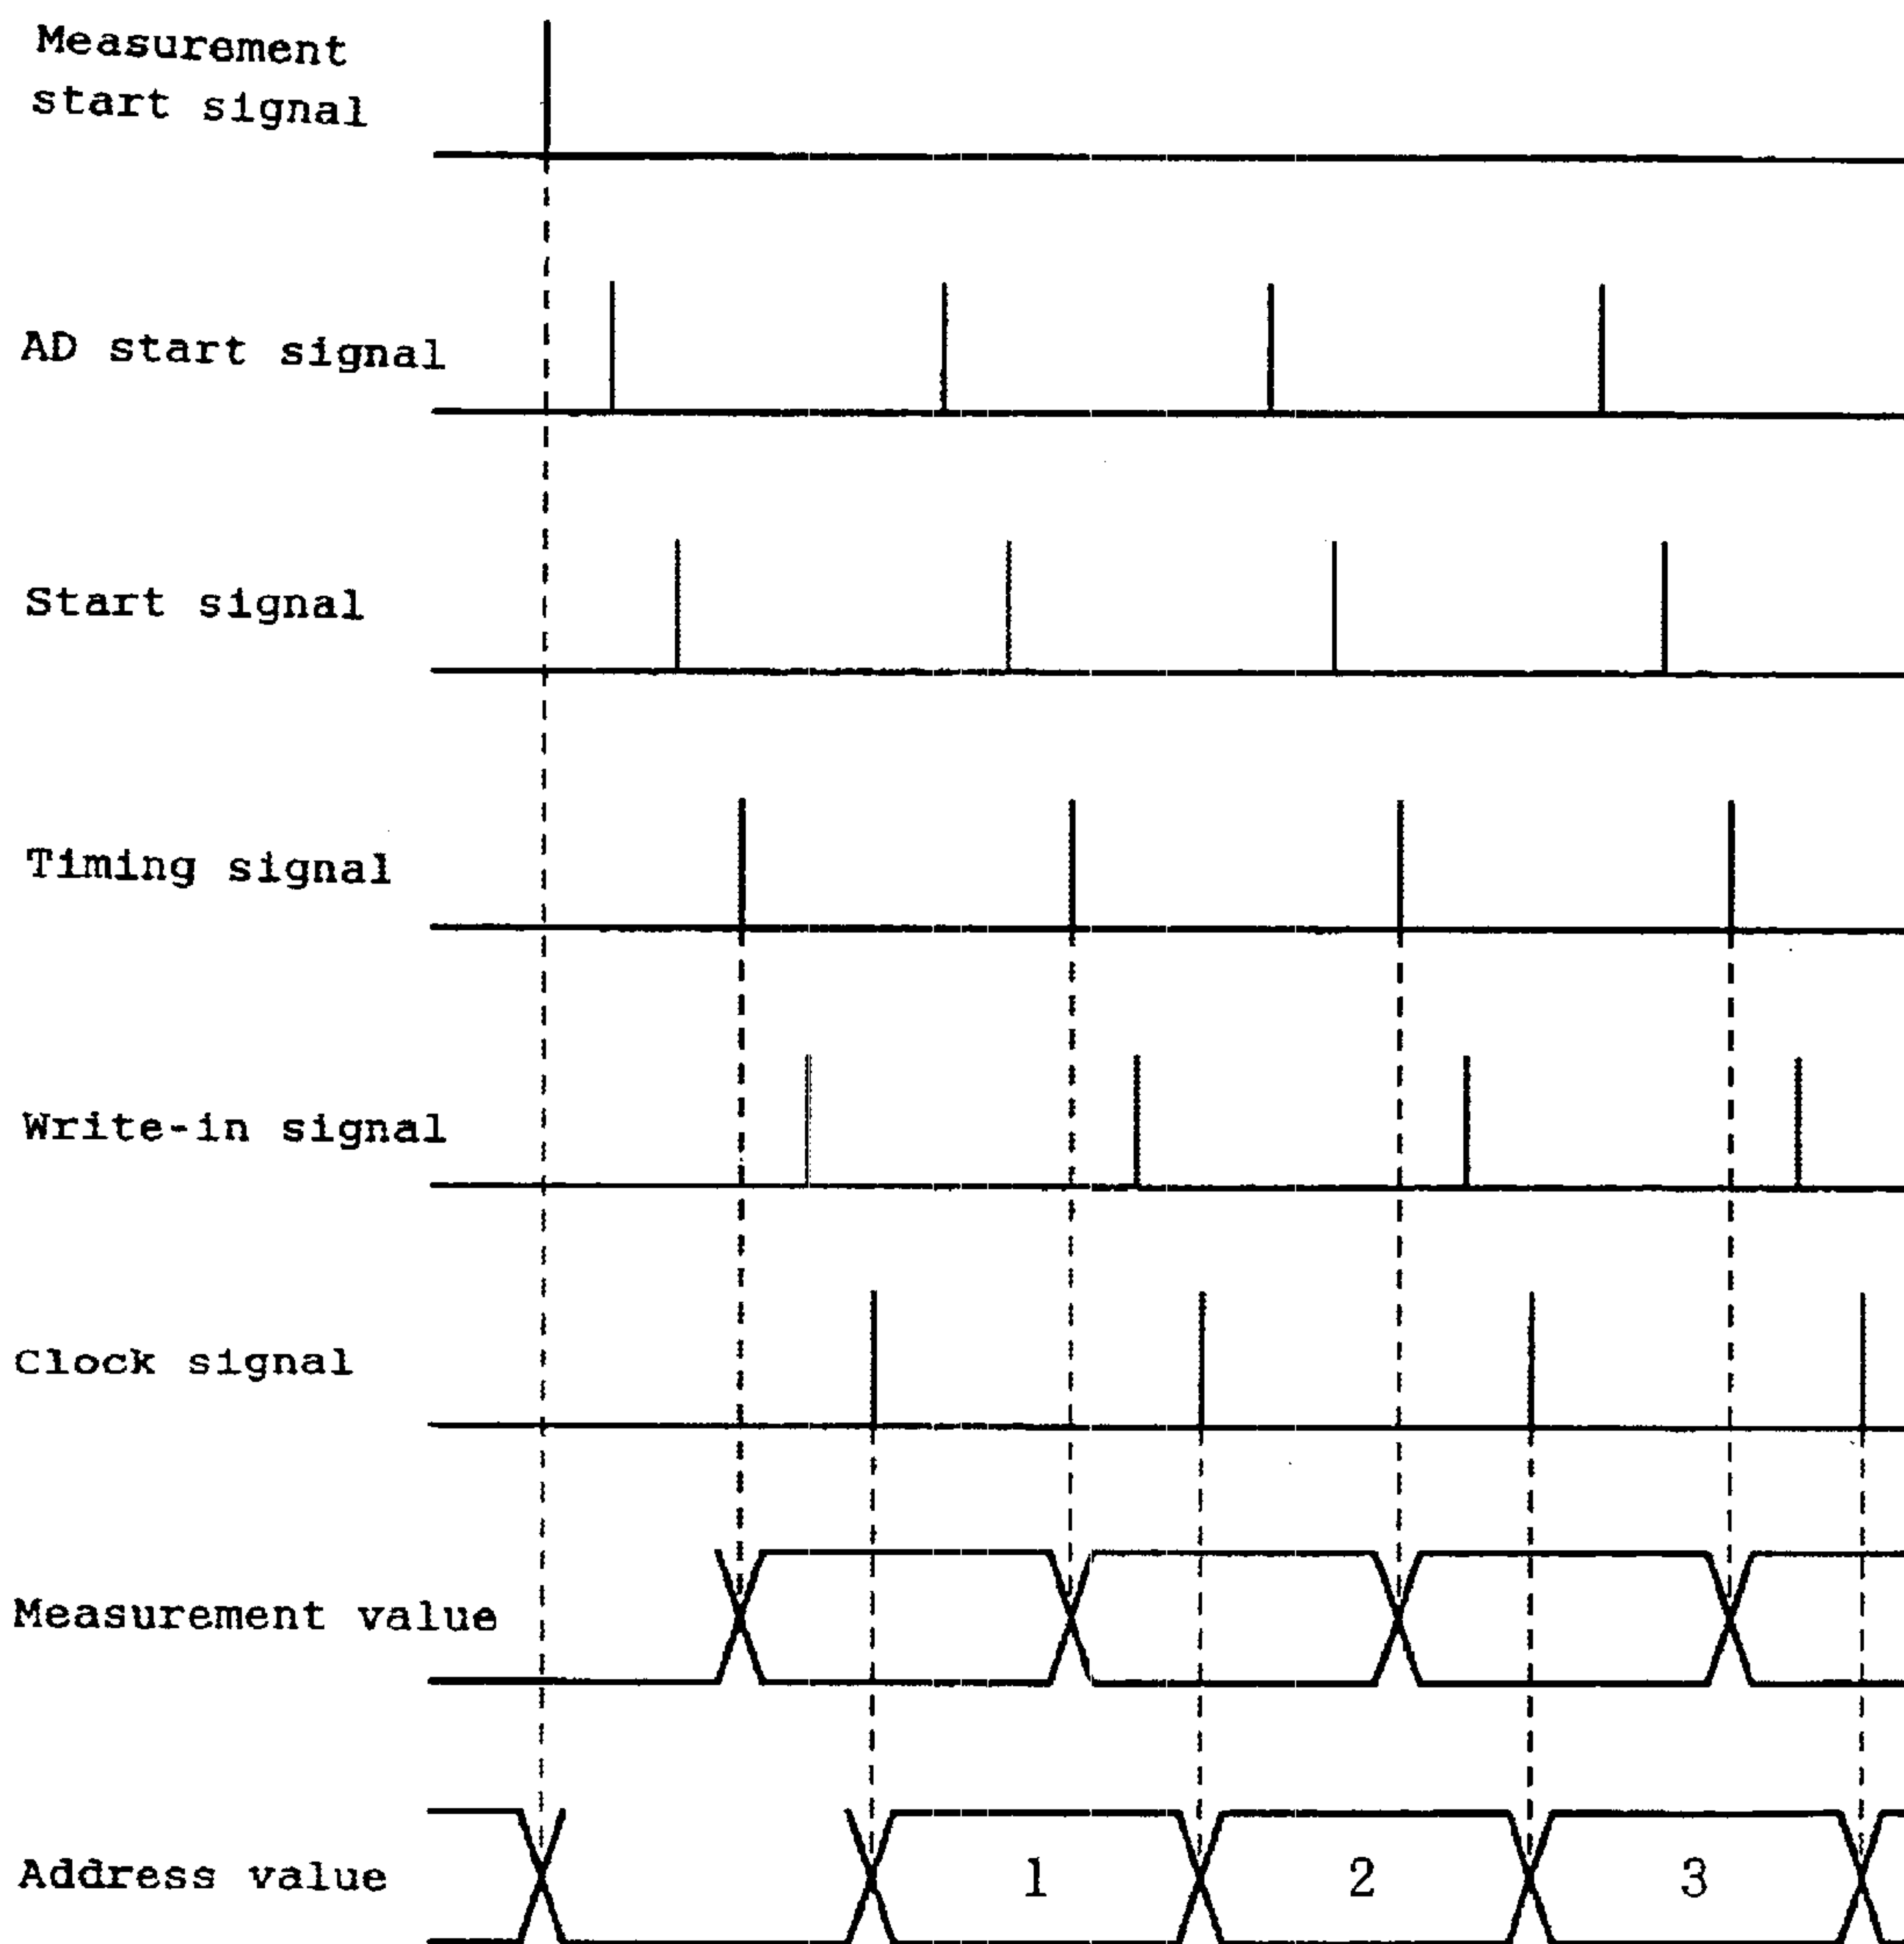 Measurement
start signal
AD start signal
Start signal
Timing signal
Write-in signal
Clock signal
Measurement value
Address value
1 2 3